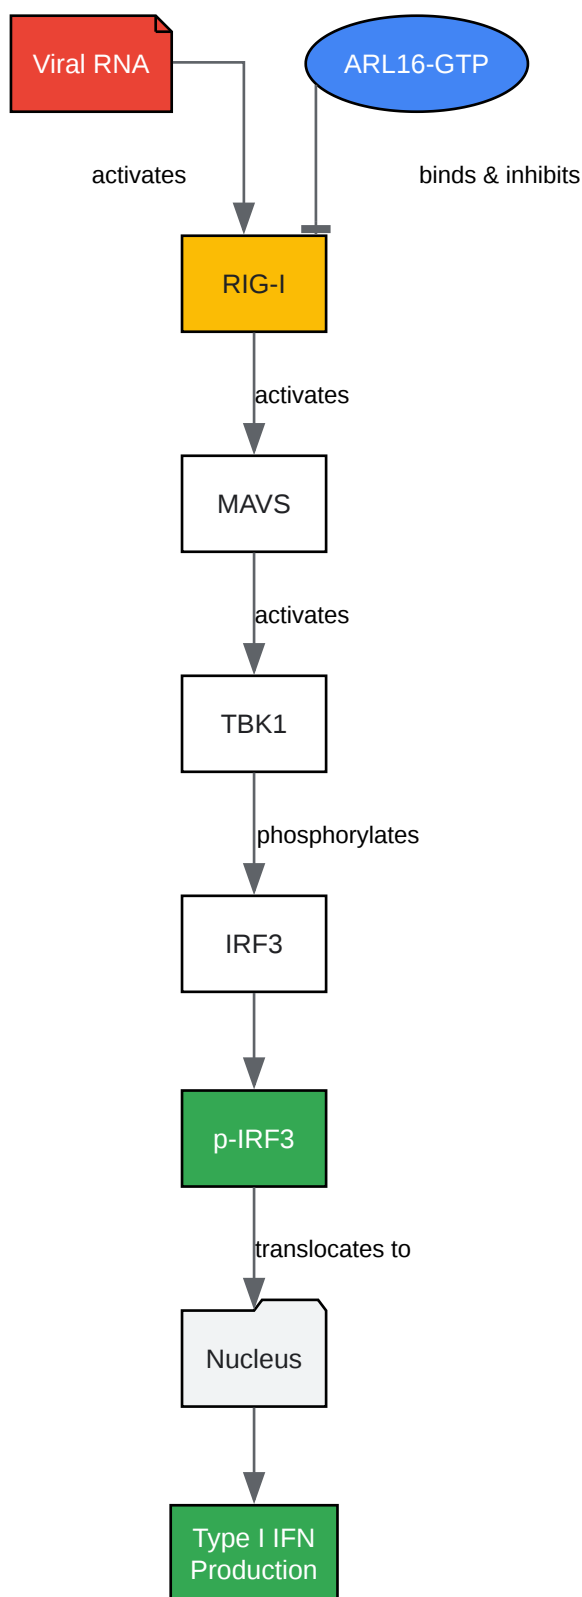 Viral RNA
ARL16-GTP
activates
binds & inhibits
RIG-I
activates
MAVS
activates
TBK1
phosphorylates
IRF3
p-IRF3
translocates to
Nucleus
Type I IFN
Production